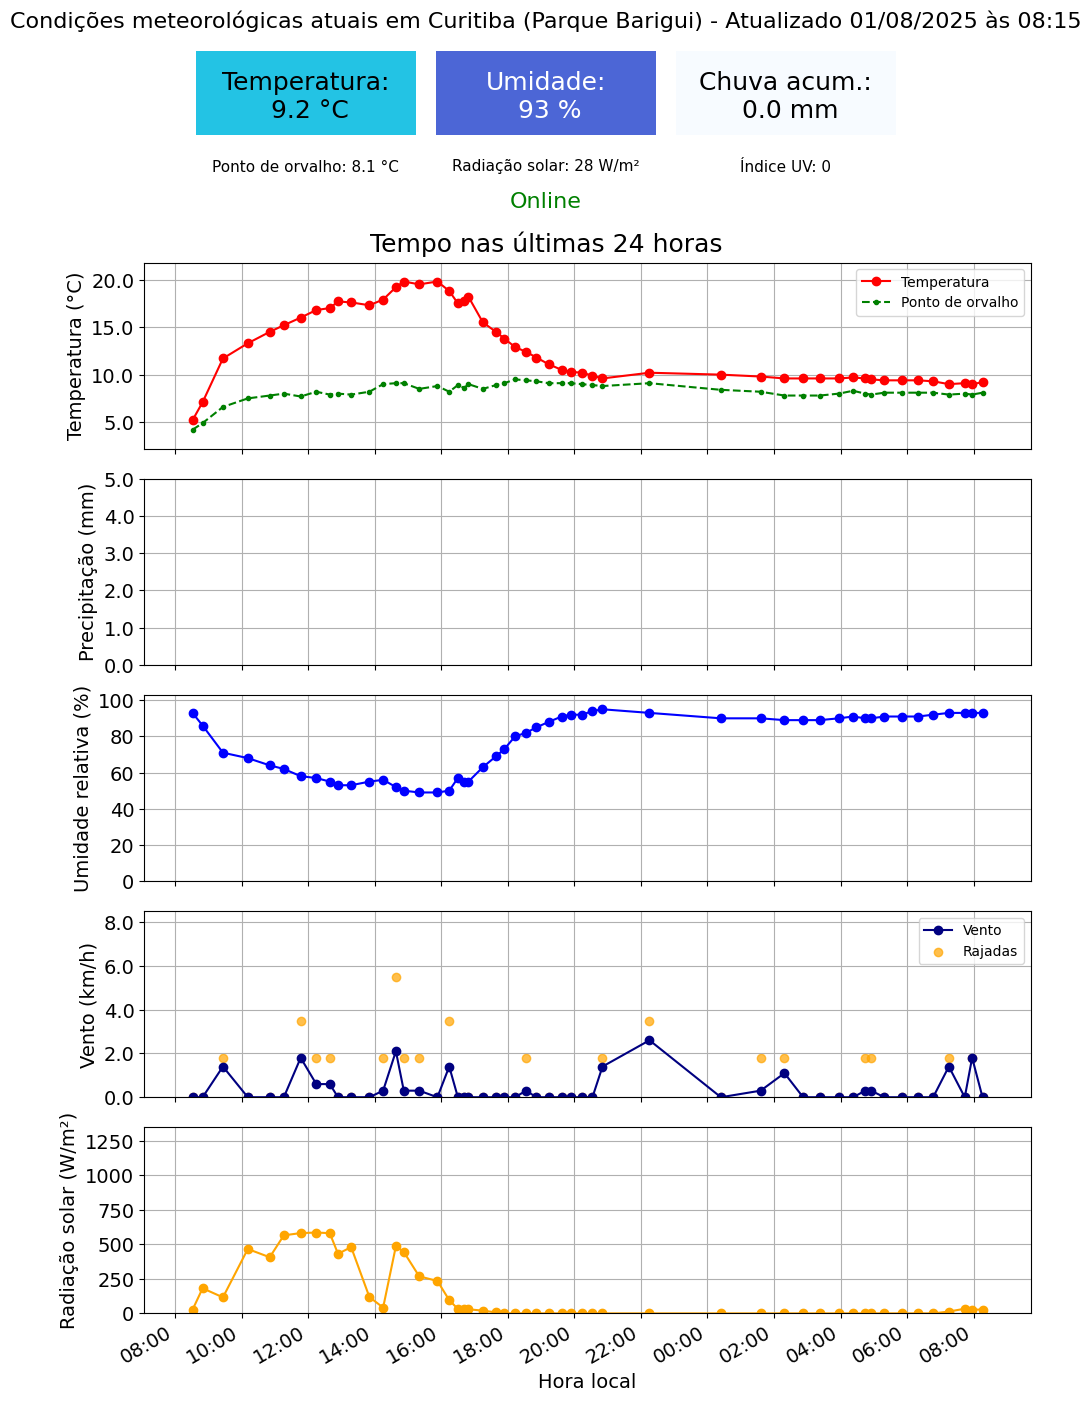 Condições meteorológicas atuais em Curitiba (Parque Barigui) - Atualizado 01/08/2025 às 08:15
Temperatura:
9.2 °C
Umidade:
93 %
Chuva acum.:
0.0 mm
Ponto de orvalho: 8.1 °C
Radiação solar: 28 W/m²
Índice UV: 0
Online
Tempo nas últimas 24 horas
Temperatura (°C)
20.0
15.0
10.0
5.0
Temperatura
Ponto de orvalho
Precipitação (mm)
5.0
4.0
3.0
2.0
1.0
0.0
Umidade relativa (%)
100
80
60
40
20
0
Vento (km/h)
8.0
6.0
4.0
2.0
0.0
Vento
Rajadas
Radiação solar (W/m²)
1250
1000
750
500
250
0
08:00
10:00
12:00
14:00
16:00
18:00
20:00
22:00
00:00
02:00
04:00
06:00
08:00
Hora local